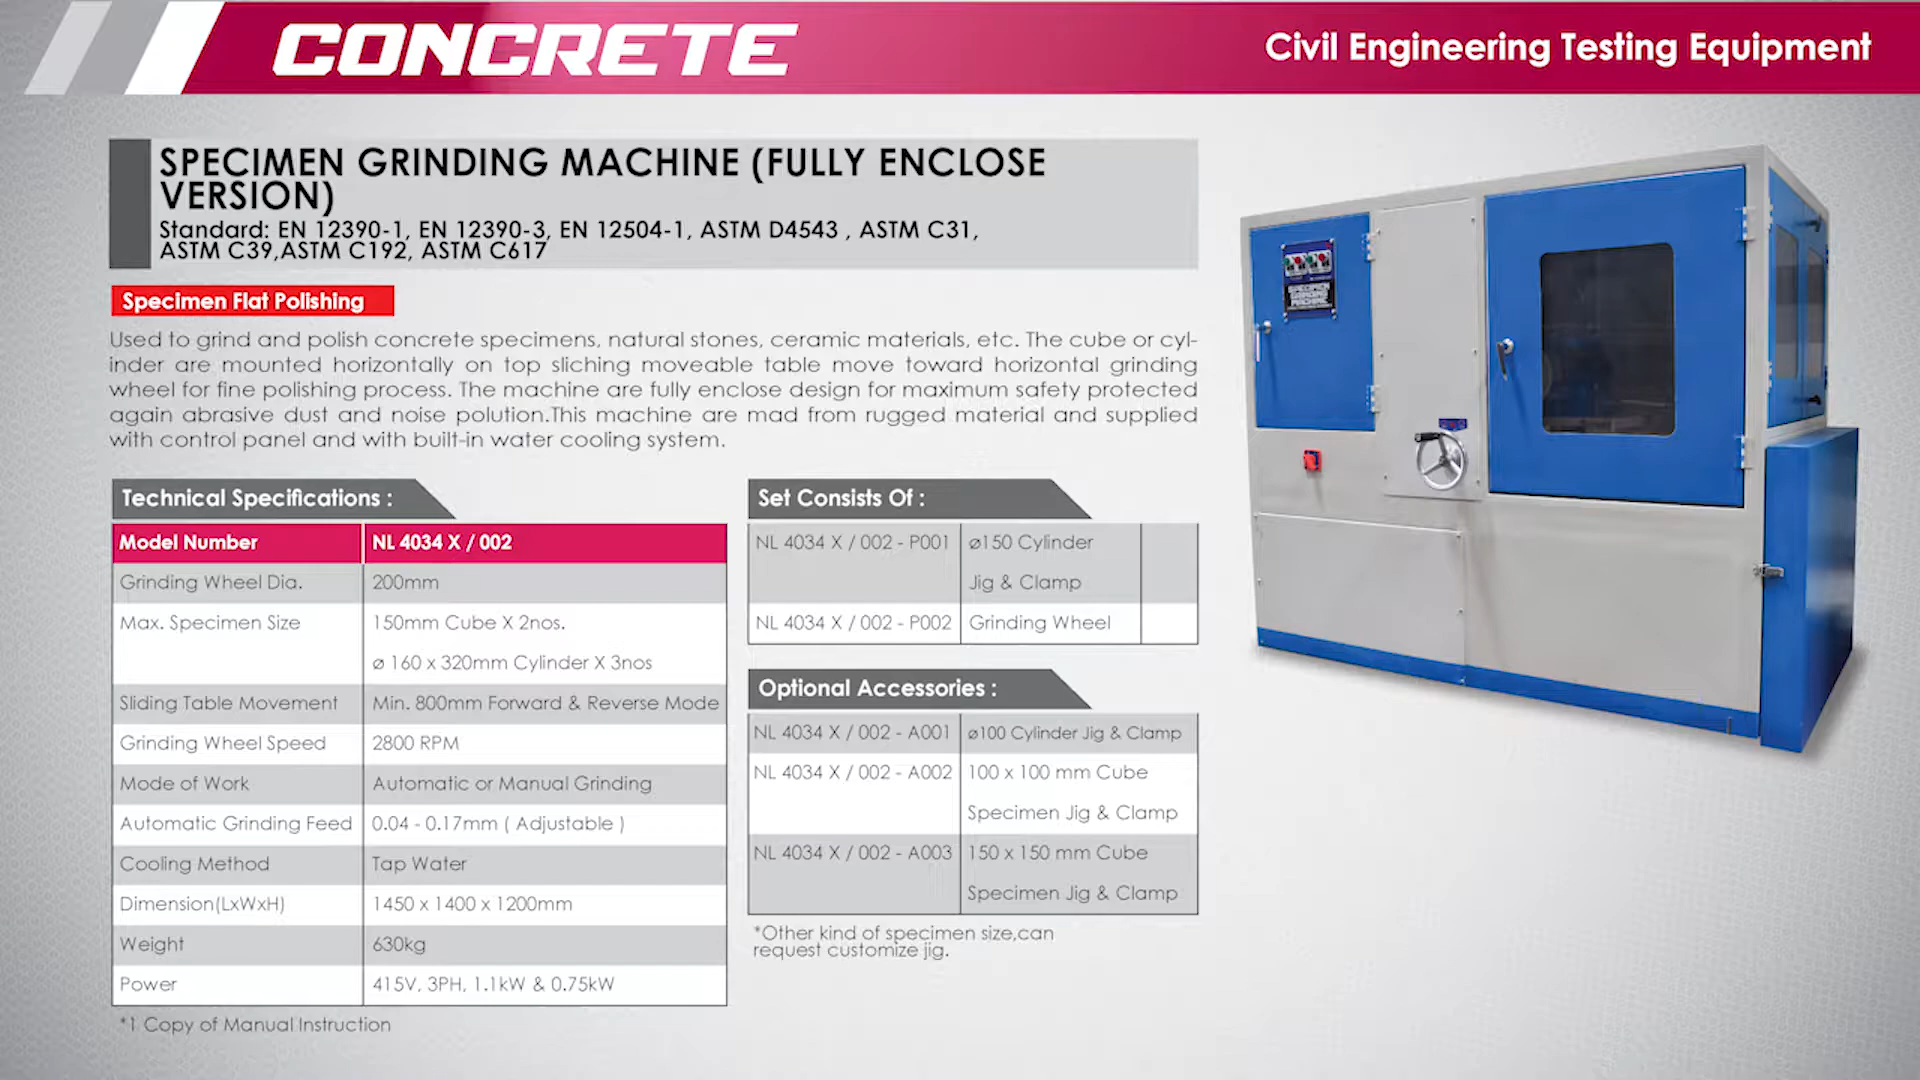 CONCRETE
Civil Engineering Testing Equipment
SPECIMEN GRINDING MACHINE (FULLY ENCLOSE
VERSION)
Standard: EN 12390-1, EN 12390-3, EN 12504-1, ASTM D4543 , ASTM C31,
ASTM C39,ASTM C192, ASTM C617
Specimen Flat Polishing
Used to grind and polish concrete specimens, natural stones, ceramic materials, etc. The cube or cyl-
inder are mounted horizontally on top sliching moveable table move toward horizontal grinding
wheel for fine polishing process. The machine are fully enclose design for maximum safety protected
again abrasive dust and noise polution.This machine are mad from rugged material and supplied
with control panel and with built-in water cooling system.
Technical Specifications :
Model Number NL 4034 X / 002
Grinding Wheel Dia. 200mm
Max. Specimen Size 150mm Cube X 2nos.
ø 160 x 320mm Cylinder X 3nos
Sliding Table Movement Min. 800mm Forward & Reverse Mode
Grinding Wheel Speed 2800 RPM
Mode of Work Automatic or Manual Grinding
Automatic Grinding Feed 0.04 - 0.17mm ( Adjustable )
Cooling Method Tap Water
Dimension(LxWxH) 1450 x 1400 x 1200mm
Weight 630kg
Power 415V, 3PH, 1.1kW & 0.75kW
*1 Copy of Manual Instruction
Set Consists Of :
NL 4034 X / 002 - P001 ø150 Cylinder
Jig & Clamp
NL 4034 X / 002 - P002 Grinding Wheel
Optional Accessories :
NL 4034 X / 002 - A001 ø100 Cylinder Jig & Clamp
NL 4034 X / 002 - A002 100 x 100 mm Cube
Specimen Jig & Clamp
NL 4034 X / 002 - A003 150 x 150 mm Cube
Specimen Jig & Clamp
*Other kind of specimen size,can
request customize jig.
SPECIMEN
GRINDING
MACHINE